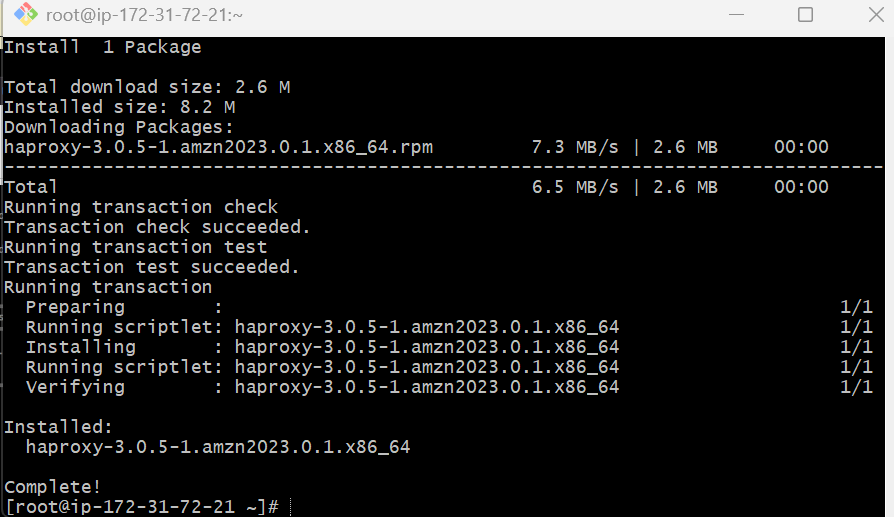 root@ip-172-31-72-21:~
Install  1 Package
Total download size: 2.6 M
Installed size: 8.2 M
Downloading Packages:
haproxy-3.0.5-1.amzn2023.0.1.x86_64.rpm         7.3 MB/s | 2.6 MB     00:00
--------------------------------------------------------------------------------
Total                                           6.5 MB/s | 2.6 MB     00:00
Running transaction check
Transaction check succeeded.
Running transaction test
Transaction test succeeded.
Running transaction
  Preparing        :                                                        1/1
  Running scriptlet: haproxy-3.0.5-1.amzn2023.0.1.x86_64                    1/1
  Installing       : haproxy-3.0.5-1.amzn2023.0.1.x86_64                    1/1
  Running scriptlet: haproxy-3.0.5-1.amzn2023.0.1.x86_64                    1/1
  Verifying        : haproxy-3.0.5-1.amzn2023.0.1.x86_64                    1/1
Installed:
  haproxy-3.0.5-1.amzn2023.0.1.x86_64
Complete!
[root@ip-172-31-72-21 ~]#